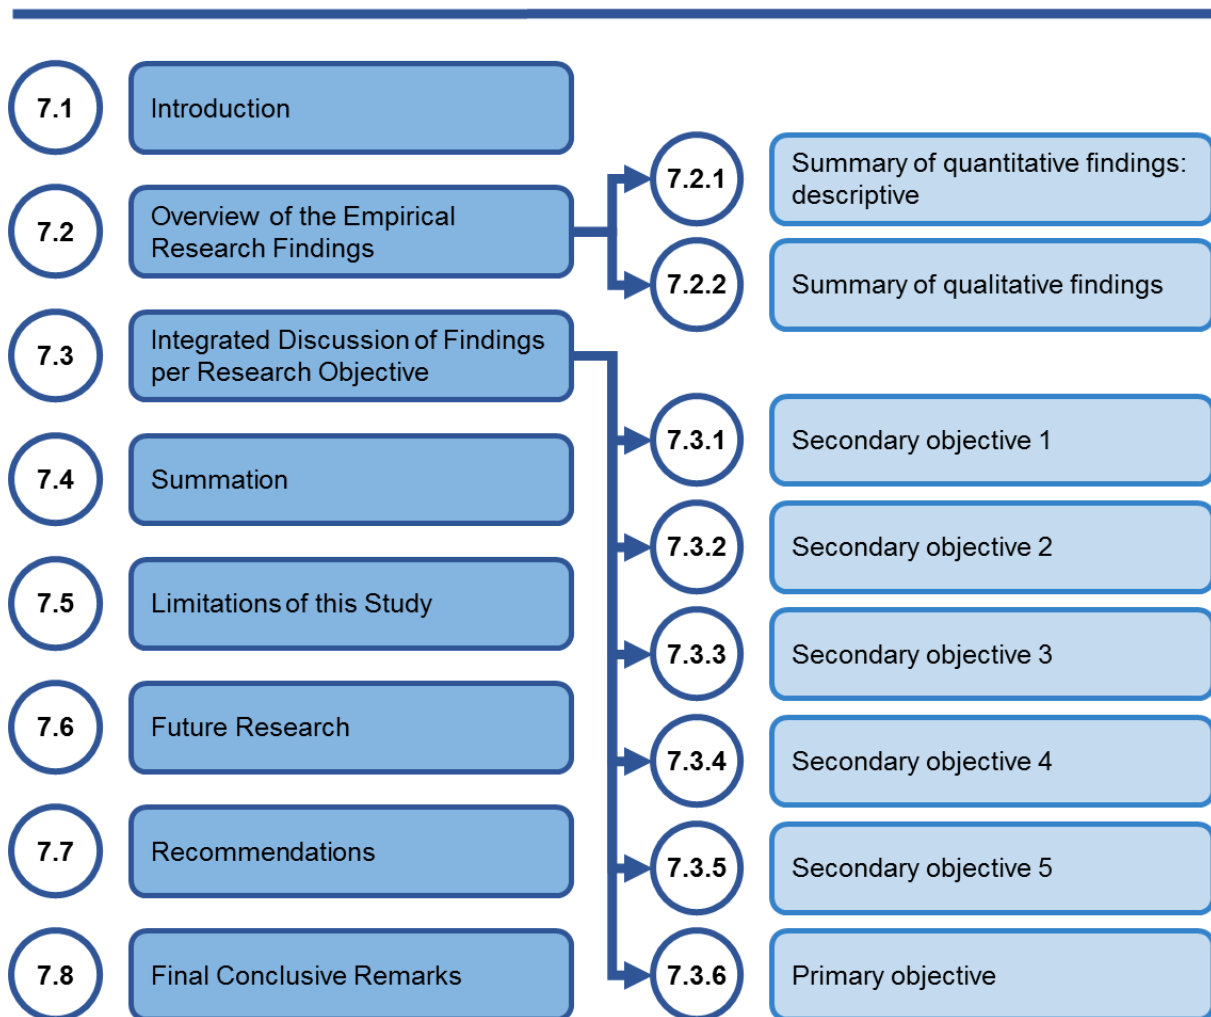 7.1
Introduction
7.2
Overview of the Empirical
Research Findings
7.2.1
Summary of quantitative findings:
descriptive
7.2.2
Summary of qualitative findings
7.3
Integrated Discussion of Findings
per Research Objective
7.3.1
Secondary objective 1
7.3.2
Secondary objective 2
7.3.3
Secondary objective 3
7.3.4
Secondary objective 4
7.3.5
Secondary objective 5
7.3.6
Primary objective
7.4
Summation
7.5
Limitations of this Study
7.6
Future Research
7.7
Recommendations
7.8
Final Conclusive Remarks